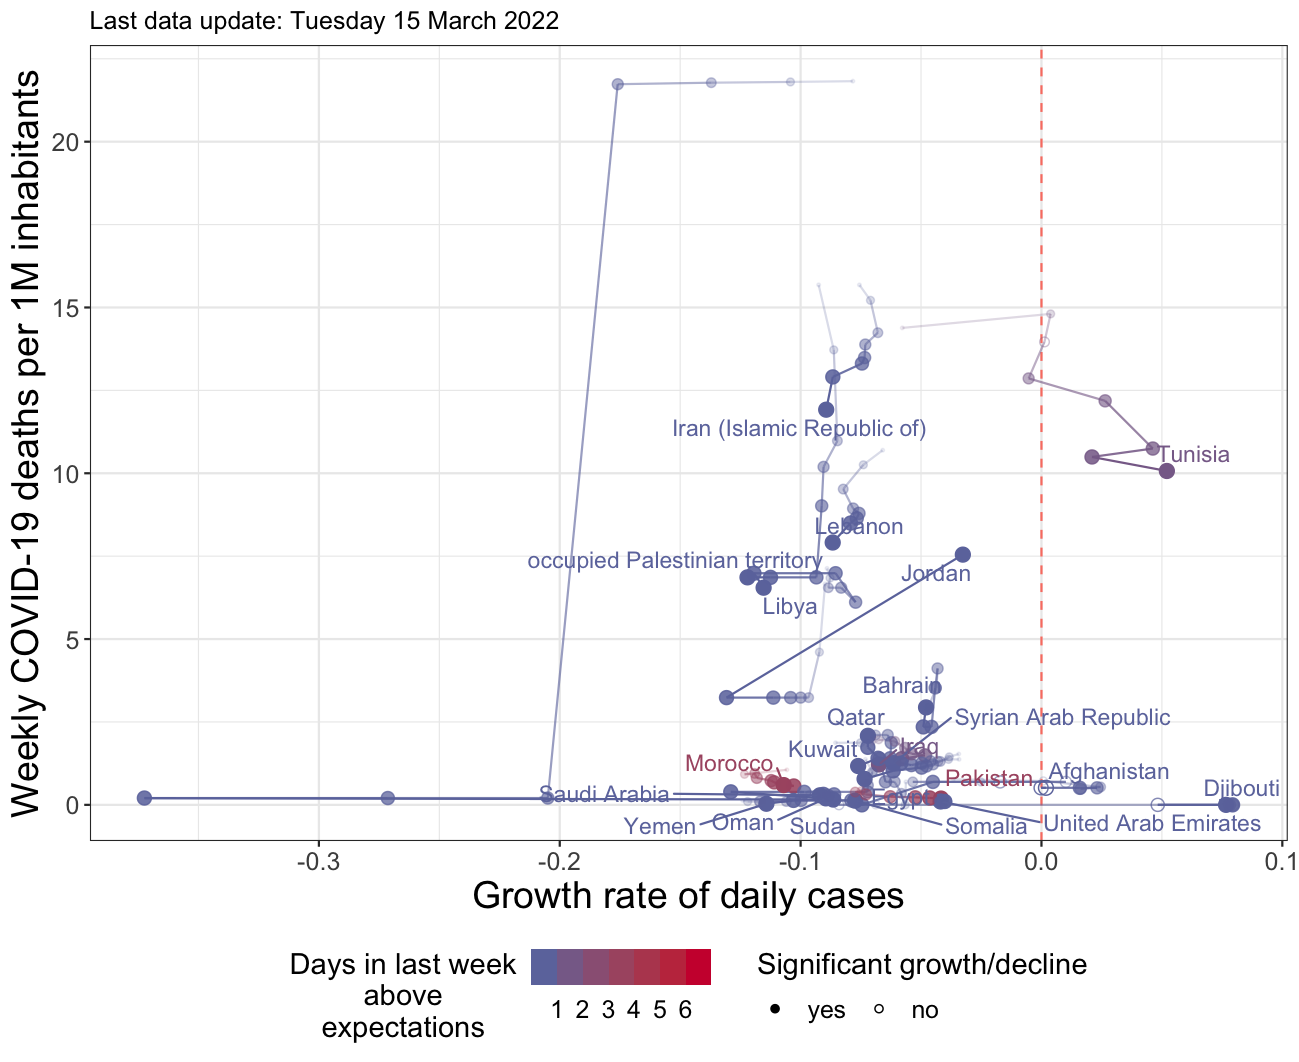 Last data update: Tuesday 15 March 2022
Weekly COVID-19 deaths per 1M inhabitants
20
15
10
5
0
Iran (Islamic Republic of)
Tunisia
Lebanon
occupied Palestinian territory
Jordan
Libya
Bahrain
Qatar
Syrian Arab Republic
Kuwait
Iraq
Morocco
Pakistan
Afghanistan
Saudi Arabia
Djibouti
Yemen
Oman
Sudan
Somalia
United Arab Emirates
-0.3
-0.2
-0.1
0.0
0.1
Growth rate of daily cases
Days in last week
above
expectations
1 2 3 4 5 6
Significant growth/decline
yes
no